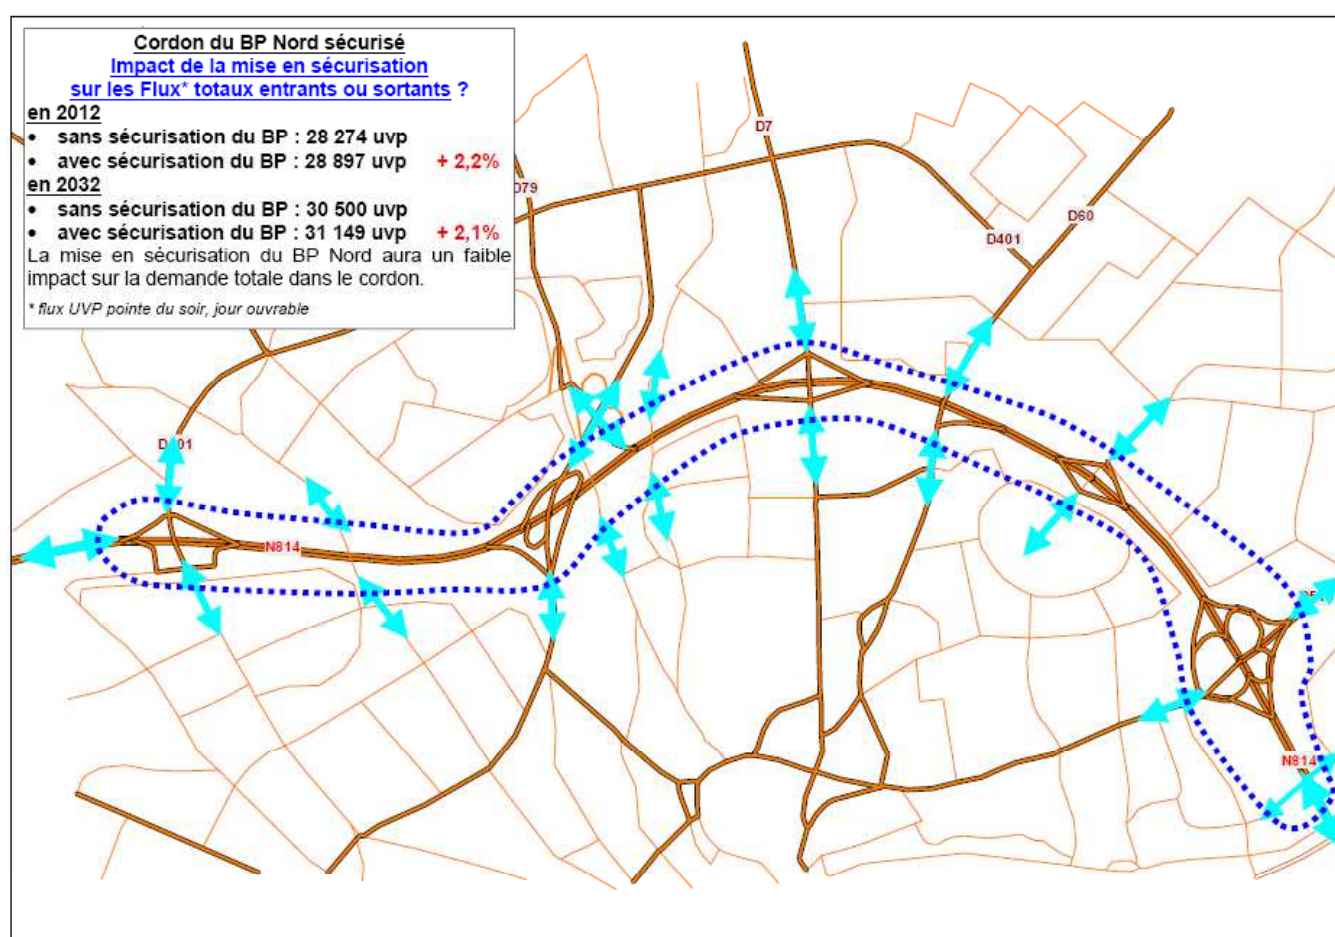 Cordon du BP Nord sécurisé
Impact de la mise en sécurisation
sur les Flux* totaux entrants ou sortants ?
en 2012
• sans sécurisation du BP : 28 274 uvp
• avec sécurisation du BP : 28 897 uvp + 2,2%
en 2032
• sans sécurisation du BP : 30 500 uvp
• avec sécurisation du BP : 31 149 uvp + 2,1%
La mise en sécurisation du BP Nord aura un faible
impact sur la demande totale dans le cordon.
* flux UVP pointe du soir, jour ouvrable
D7
D79
D60
D401
N814
N814